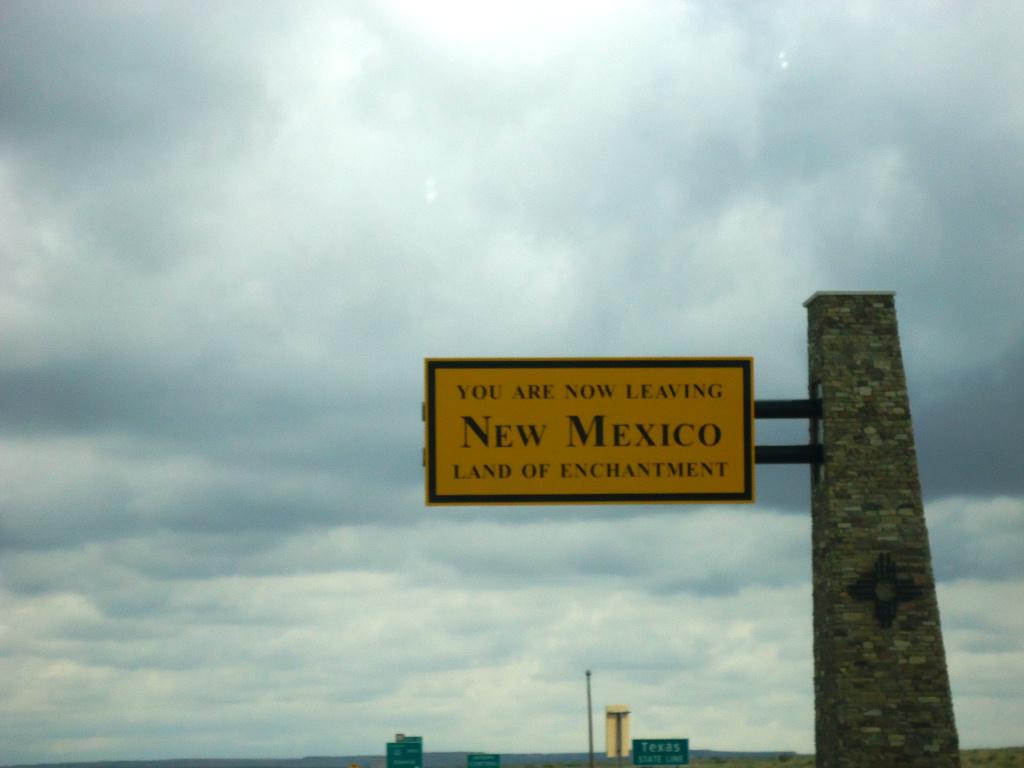 YOU ARE NOW LEAVING
NEW MEXICO
LAND OF ENCHANTMENT
Texas
STATE LINE